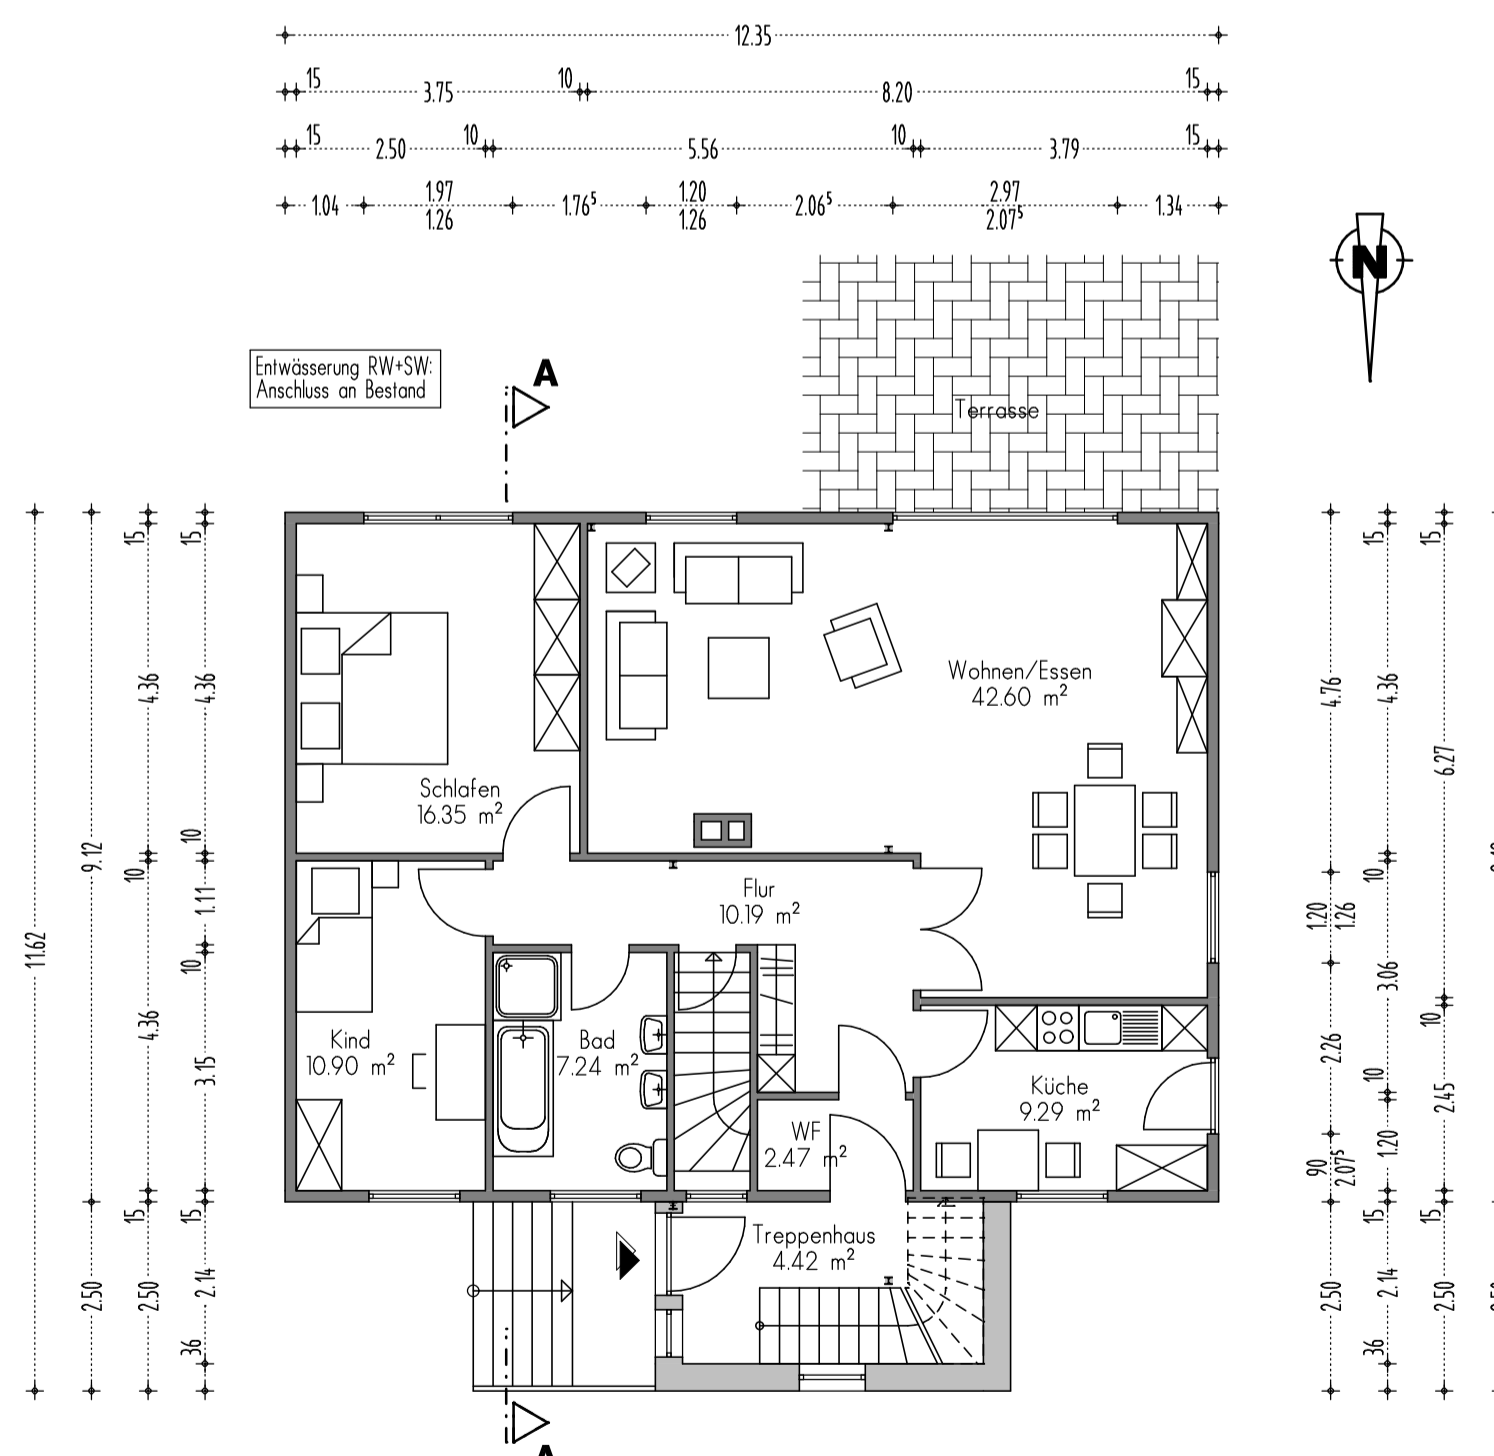 12.35
15 3.75 10 8.20 15
15 2.50 10 5.56 10 3.79 15
1.04 1.97 1.76⁵ 1.20 2.06⁵ 2.97 1.34
1.26 1.26 2.07⁵
N
Entwässerung RW+SW:
Anschluss an Bestand
A
Terrasse
Wohnen/Essen
42.60 m²
Schlafen
16.35 m²
Flur
10.19 m²
Kind
10.90 m²
Bad
7.24 m²
Küche
9.29 m²
WF
2.47 m²
Treppenhaus
4.42 m²
A
11.62
9.12
2.50
15
4.36
10
4.36
15
2.50
15
4.36
10
1.11
10
3.15
15
2.14
36
4.76
1.20
1.26
2.26
90
2.07⁵
2.50
15
4.36
10
3.06
10
1.20
15
2.14
36
15
6.27
10
2.45
15
2.50